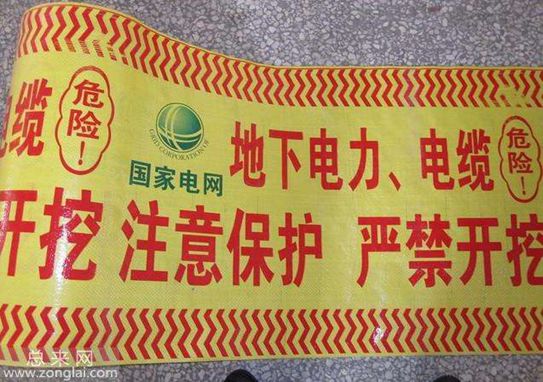 电缆
危险！
GRID CORPORATION OF
国家电网
地下电力、电缆
危险！
开挖 注意保护 严禁开挖
总来网
www.zonglai.com